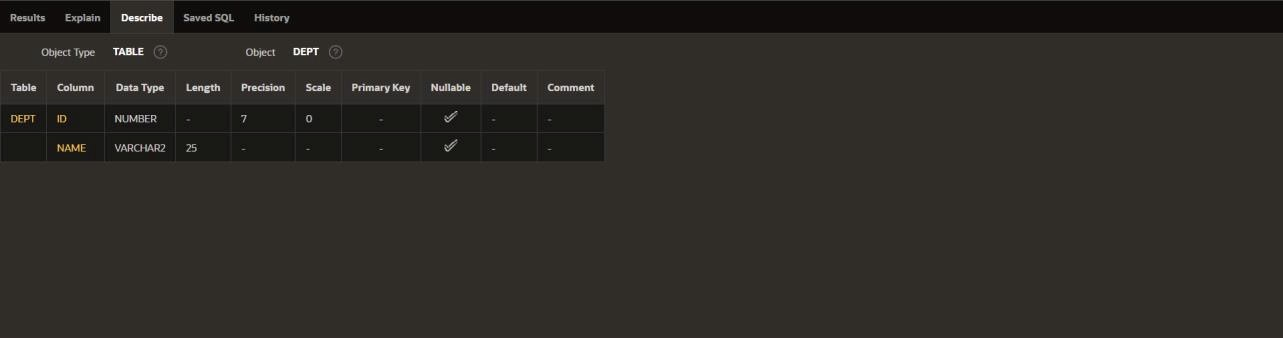 Results Explain Describe Saved SQL History
Object Type TABLE ? Object DEPT ?
Table Column Data Type Length Precision Scale Primary Key Nullable Default Comment
DEPT ID NUMBER - 7 0 - ✓ - -
NAME VARCHAR2 25 - - - ✓ - -